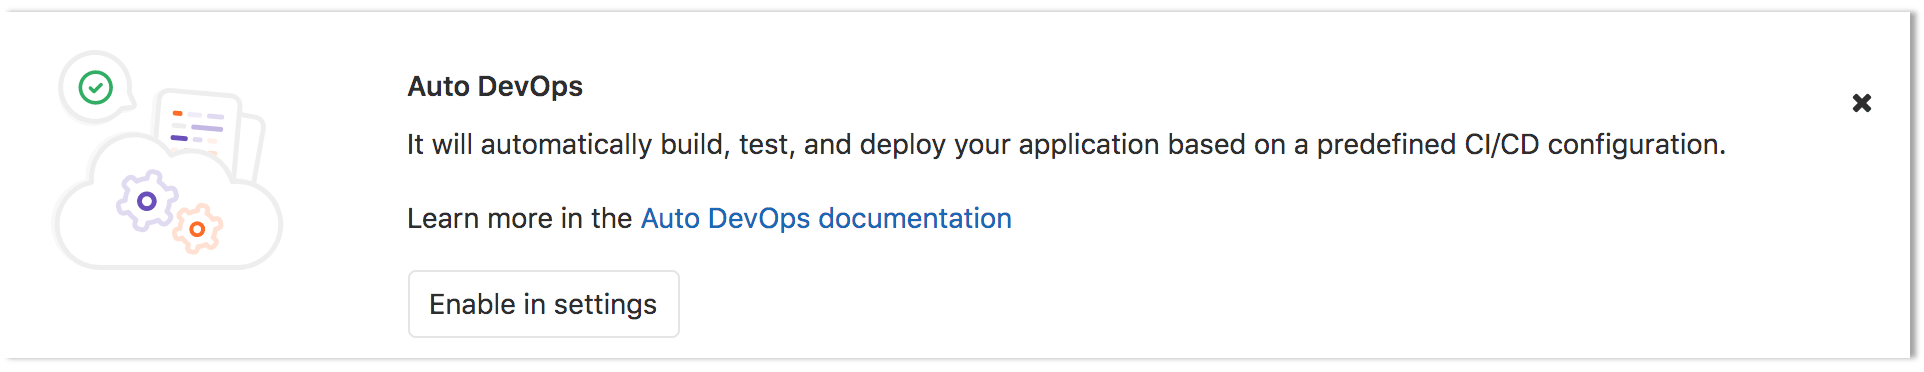 Auto DevOps
It will automatically build, test, and deploy your application based on a predefined CI/CD configuration.
Learn more in the Auto DevOps documentation
Enable in settings